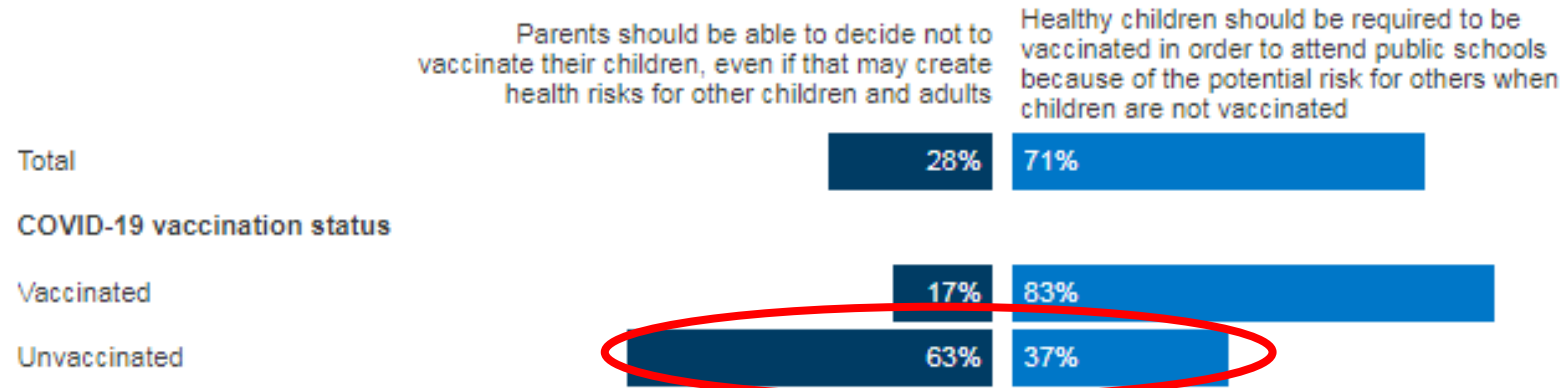 Parents should be able to decide not to
vaccinate their children, even if that may create
health risks for other children and adults
Healthy children should be required to be
vaccinated in order to attend public schools
because of the potential risk for others when
children are not vaccinated
Total
28%
71%
COVID-19 vaccination status
Vaccinated
17%
83%
Unvaccinated
63%
37%